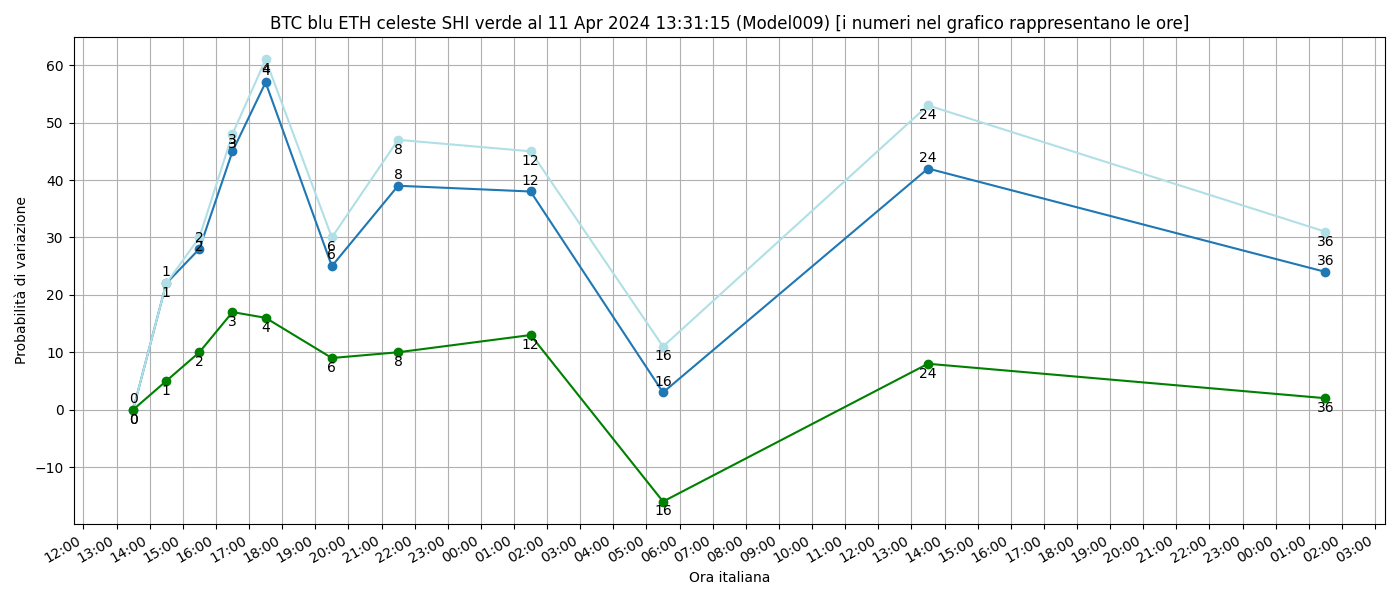 BTC blu ETH celeste SHI verde al 11 Apr 2024 13:31:15 (Model009) [i numeri nel grafico rappresentano le ore]
Probabilità di variazione
60
50
40
30
20
10
0
−10
0 1 2 3 4 6 8 12 16 24 36
0 1 2 3 4 6 8 12 16 24 36
0 1 2 3 4 6 8 12 16 24 36
12:00 13:00 14:00 15:00 16:00 17:00 18:00 19:00 20:00 21:00 22:00 23:00 00:00 01:00 02:00 03:00 04:00 05:00 06:00 07:00 08:00 09:00 10:00 11:00 12:00 13:00 14:00 15:00 16:00 17:00 18:00 19:00 20:00 21:00 22:00 23:00 00:00 01:00 02:00 03:00
Ora italiana